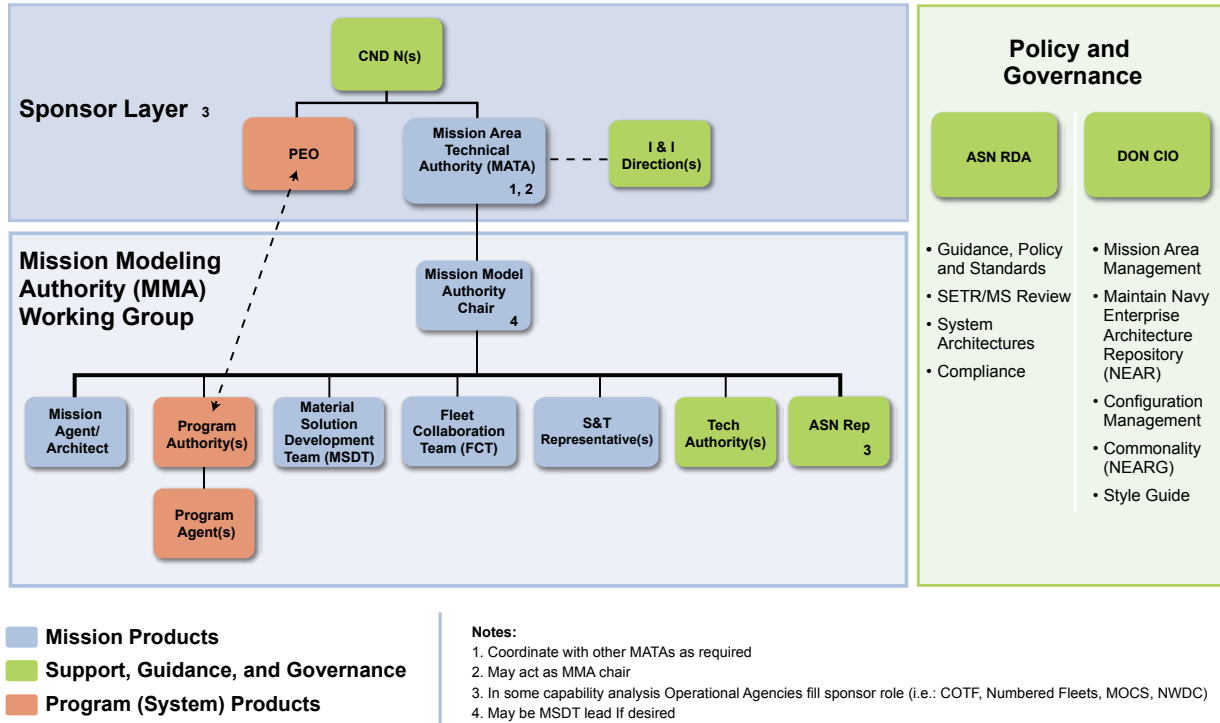 CND N(s)
Sponsor Layer 3
PEO
Mission Area
Technical
Authority (MATA)
1, 2
I & I
Direction(s)
Mission Modeling
Authority (MMA)
Working Group
Mission Model
Authority
Chair
4
Mission
Agent/
Architect
Program
Authority(s)
Material
Solution
Development
Team (MSDT)
Fleet
Collaboration
Team (FCT)
S&T
Representative(s)
Tech
Authority(s)
ASN Rep
3
Program
Agent(s)
Policy and
Governance
ASN RDA
DON CIO
• Guidance, Policy
and Standards
• SETR/MS Review
• System
Architectures
• Compliance
• Mission Area
Management
• Maintain Navy
Enterprise
Architecture
Repository
(NEAR)
• Configuration
Management
• Commonality
(NEARG)
• Style Guide
Mission Products
Support, Guidance, and Governance
Program (System) Products
Notes:
1. Coordinate with other MATAs as required
2. May act as MMA chair
3. In some capability analysis Operational Agencies fill sponsor role (i.e.: COTF, Numbered Fleets, MOCS, NWDC)
4. May be MSDT lead If desired